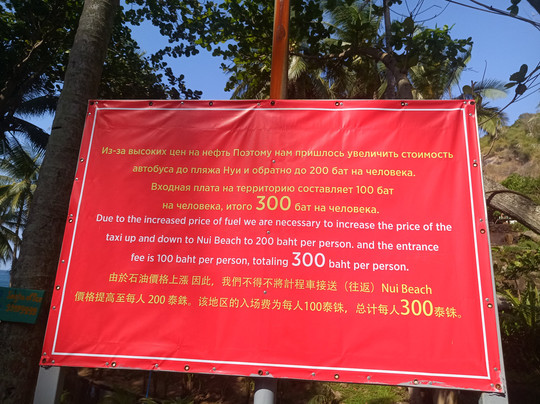 Из-за высоких цен на нефть Поэтому нам пришлось увеличить стоимость
автобуса до пляжа Нуи и обратно до 200 бат на человека.
Входная плата на территорию составляет 100 бат
на человека, итого 300 бат на человека.
Due to the increased price of fuel we are necessary to increase the price of the
taxi up and down to Nui Beach to 200 baht per person. and the entrance
fee is 100 baht per person, totaling 300 baht per person.
由於石油價格上漲 因此，我們不得不將計程車接送（往返）Nui Beach
價格提高至每人 200 泰銖。该地区的入场费为每人100泰铢，总计每人300泰铢。